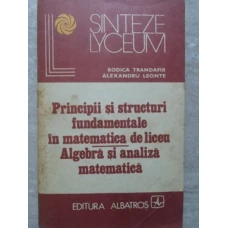 SINTEZE
LYCEUM
RODICA TRANDAFIR
ALEXANDRU LEONTE
Principii si structuri
fundamentale
în matematica de liceu
Algebră și analiză
matematică
EDITURA ALBATROS